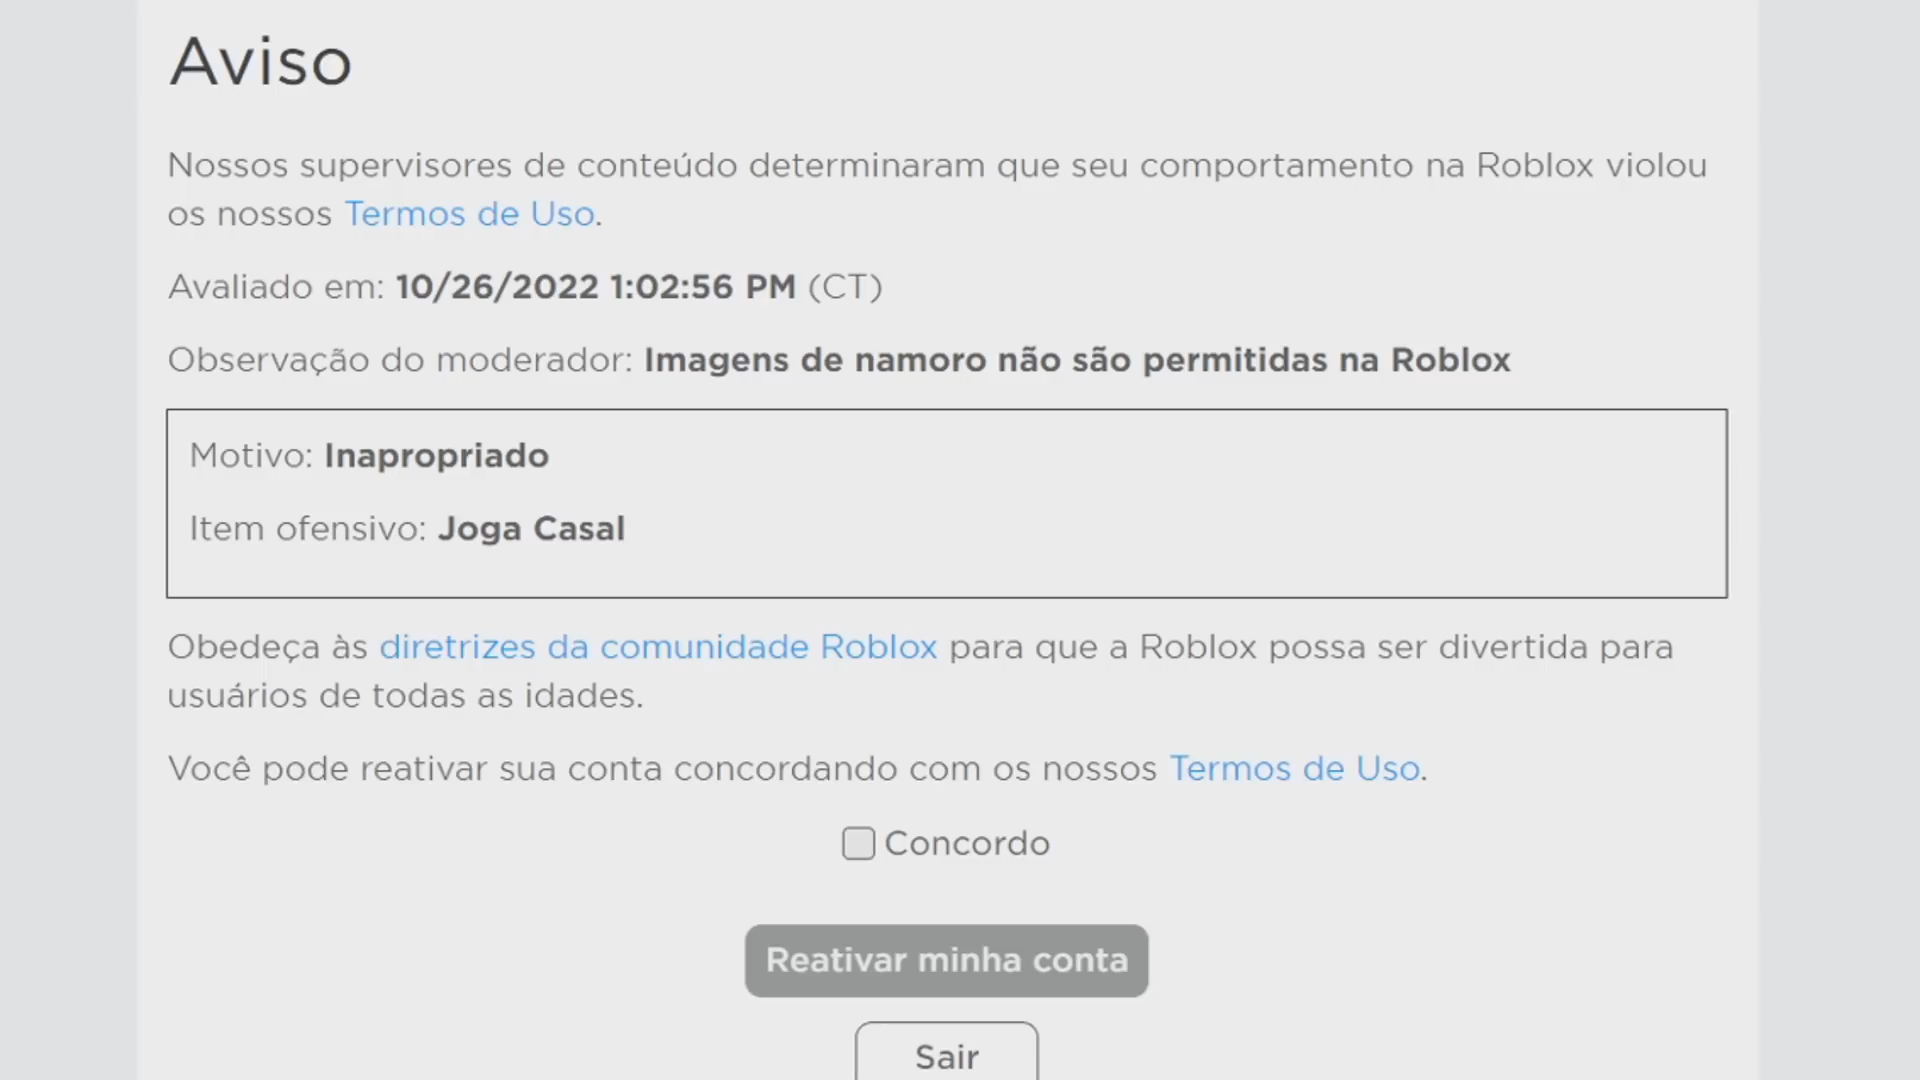 Aviso
Nossos supervisores de conteúdo determinaram que seu comportamento na Roblox violou
os nossos Termos de Uso.
Avaliado em: 10/26/2022 1:02:56 PM (CT)
Observação do moderador: Imagens de namoro não são permitidas na Roblox
Motivo: Inapropriado
Item ofensivo: Joga Casal
Obedeça às diretrizes da comunidade Roblox para que a Roblox possa ser divertida para
usuários de todas as idades.
Você pode reativar sua conta concordando com os nossos Termos de Uso.
Concordo
Reativar minha conta
Sair